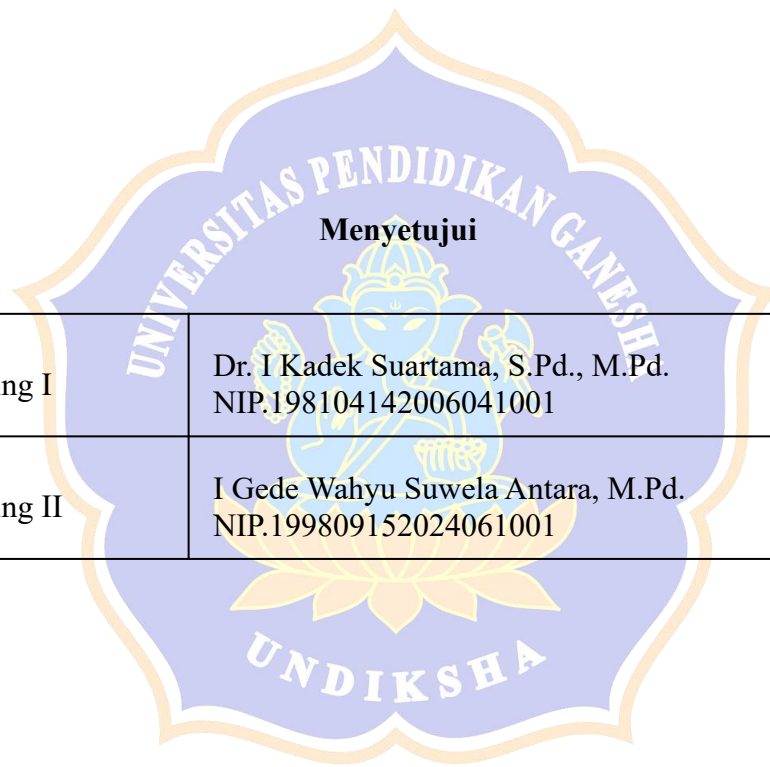 UNIVERSITAS PENDIDIKAN GANESHA
Menyetujui
ng I
Dr. I Kadek Suartama, S.Pd., M.Pd.
NIP.198104142006041001
ng II
I Gede Wahyu Suwela Antara, M.Pd.
NIP.199809152024061001
UNDIKSHA